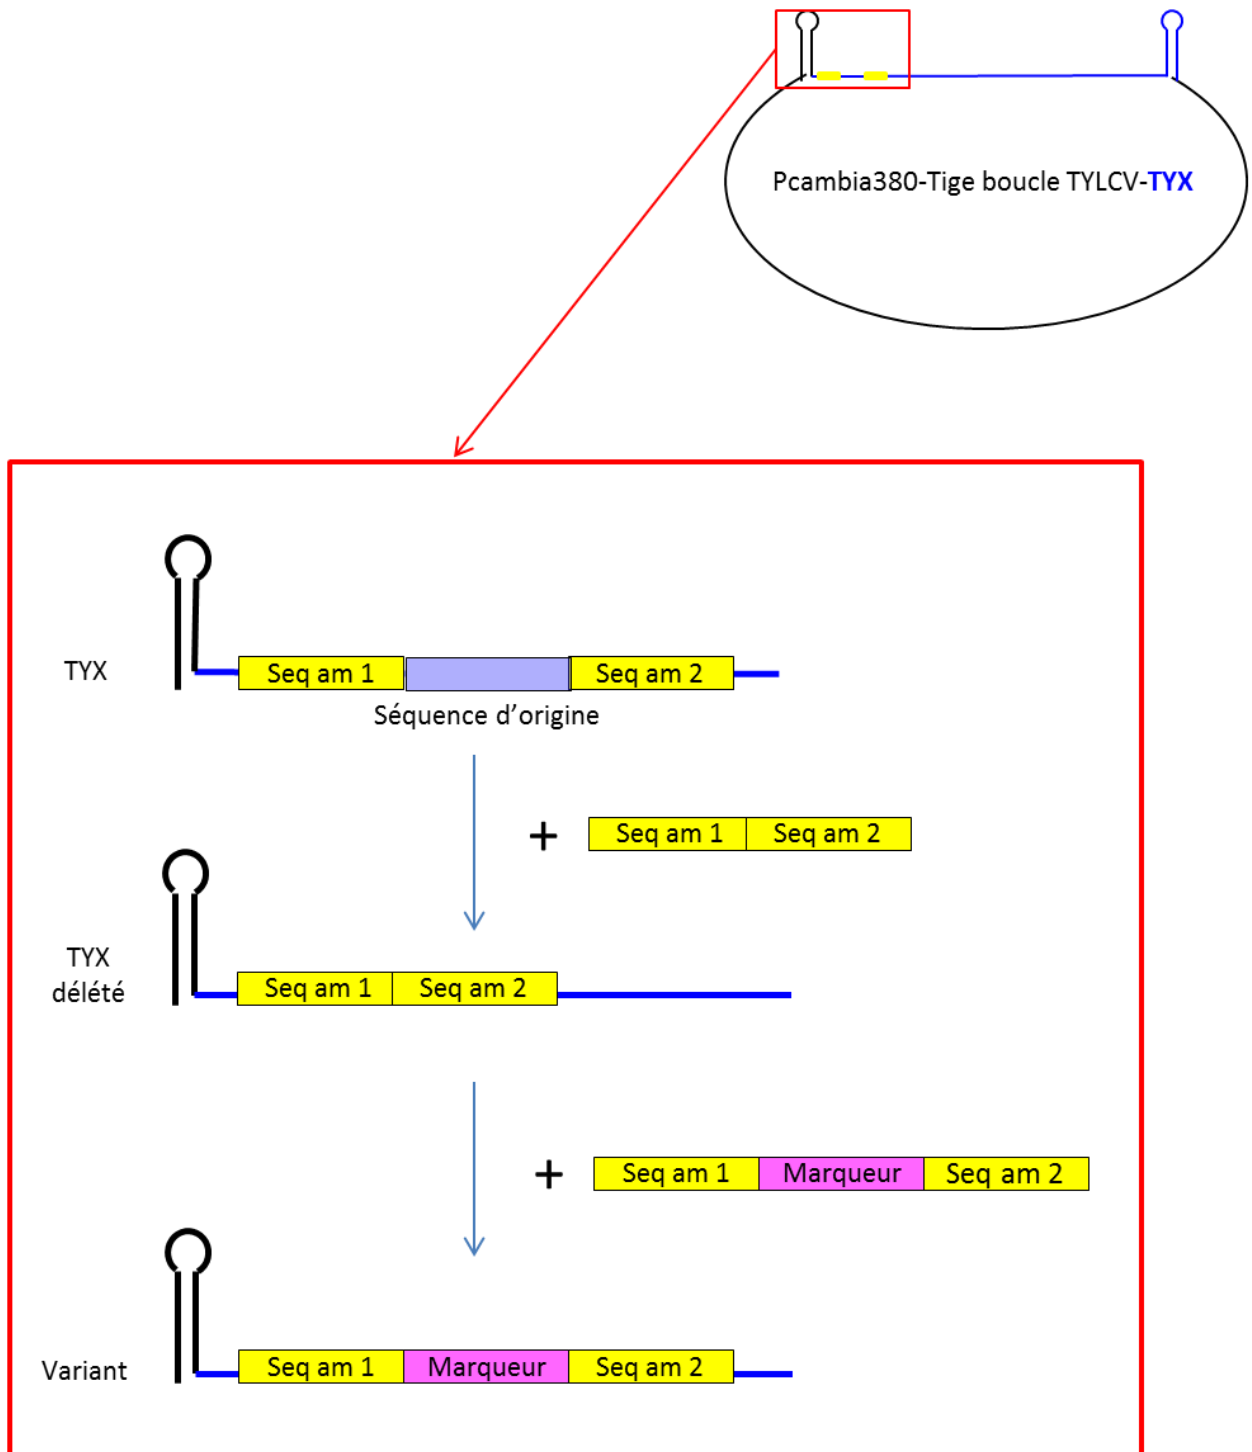 Pcambia380-Tige boucle TYLCV-TYX
TYX
Seq am 1
Seq am 2
Séquence d’origine
+
Seq am 1
Seq am 2
TYX
délété
Seq am 1
Seq am 2
+
Seq am 1
Marqueur
Seq am 2
Variant
Seq am 1
Marqueur
Seq am 2